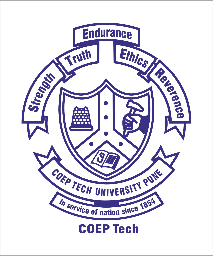 Endurance
Truth Ethics
Strength Reverence
COEP TECH UNIVERSITY PUNE
In service of nation since 1854
COEP Tech